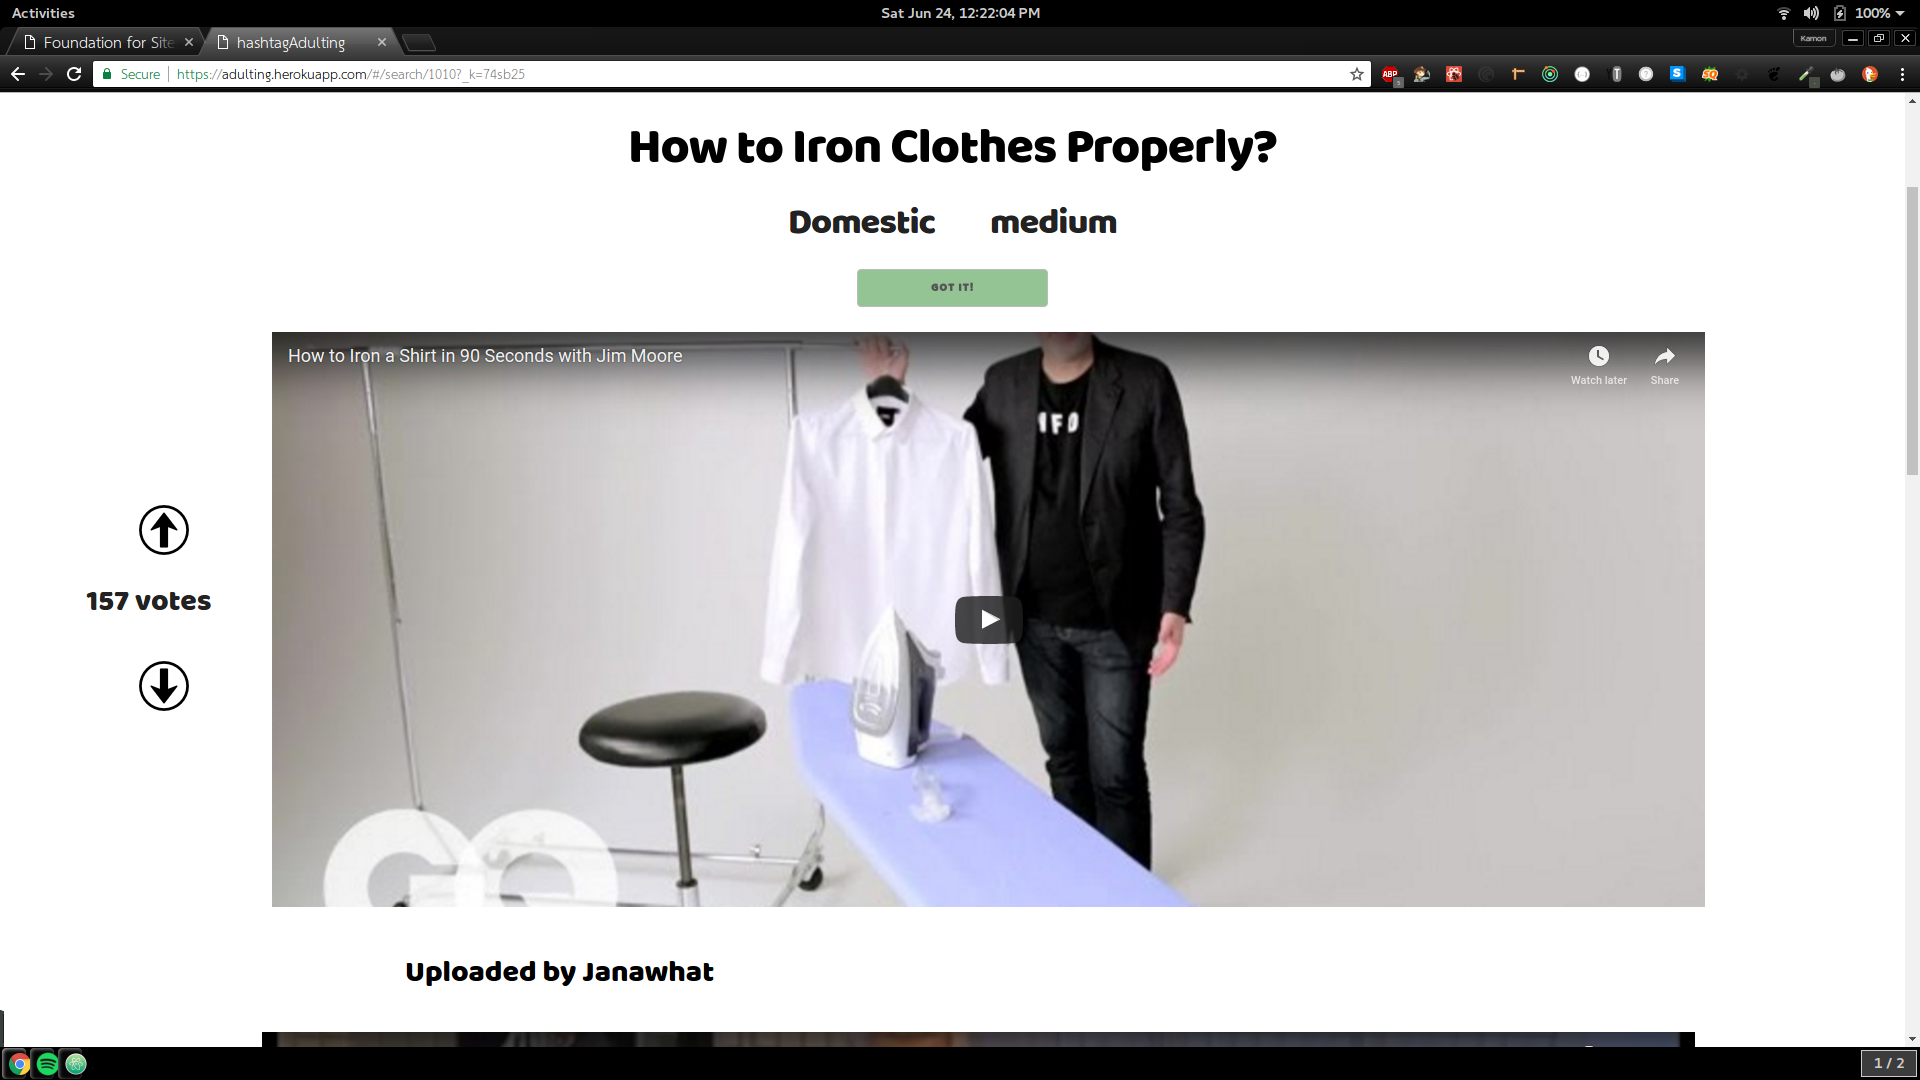 Activities
Sat Jun 24, 12:22:04 PM
100%
Foundation for Site
hashtagAdulting
Kamon
Secure
https://adulting.herokuapp.com/#/search/1010?_k=74sb25
ABP
SQ
How to Iron Clothes Properly?
Domestic medium
GOT IT!
How to Iron a Shirt in 90 Seconds with Jim Moore
Watch later
Share
157 votes
GQ
Uploaded by Janawhat
1 / 2